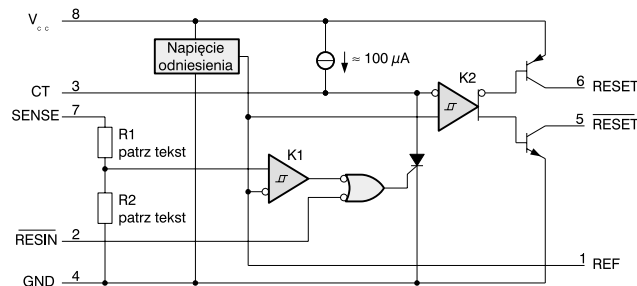 V cc 8
Napięcie
odniesienia
≈ 100 µA
K2
6 RESET
CT 3
SENSE 7
5 RESET
R1
patrz tekst
K1
R2
patrz tekst
RESIN 2
1 REF
GND 4